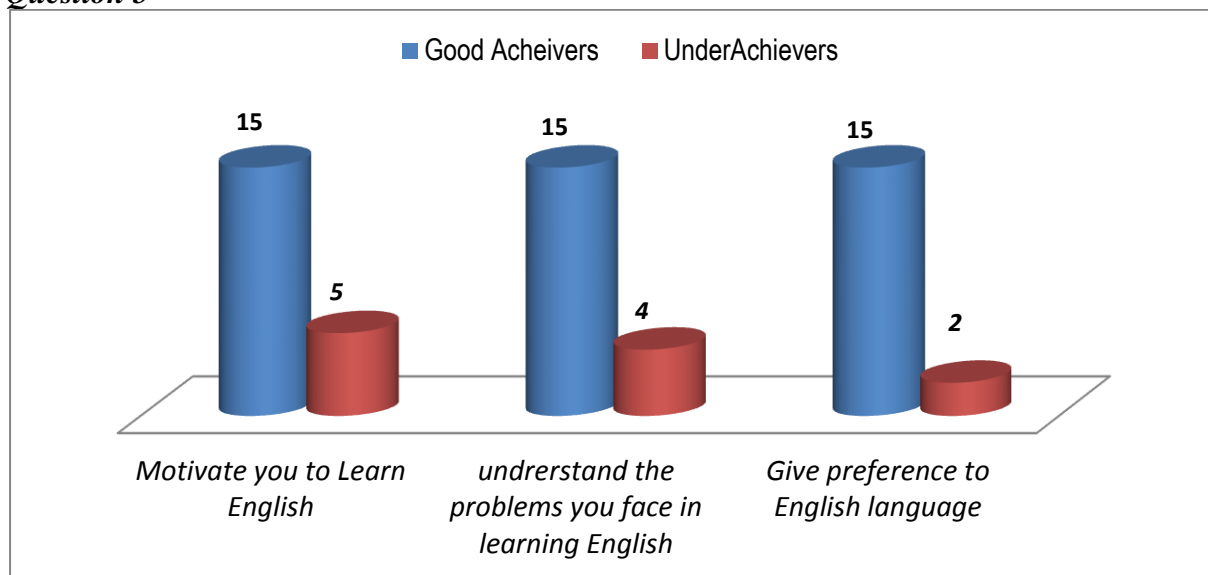 Good Acheivers UnderAchievers
15 15 15
5 4 2
Motivate you to Learn
English
undrerstand the
problems you face in
learning English
Give preference to
English language